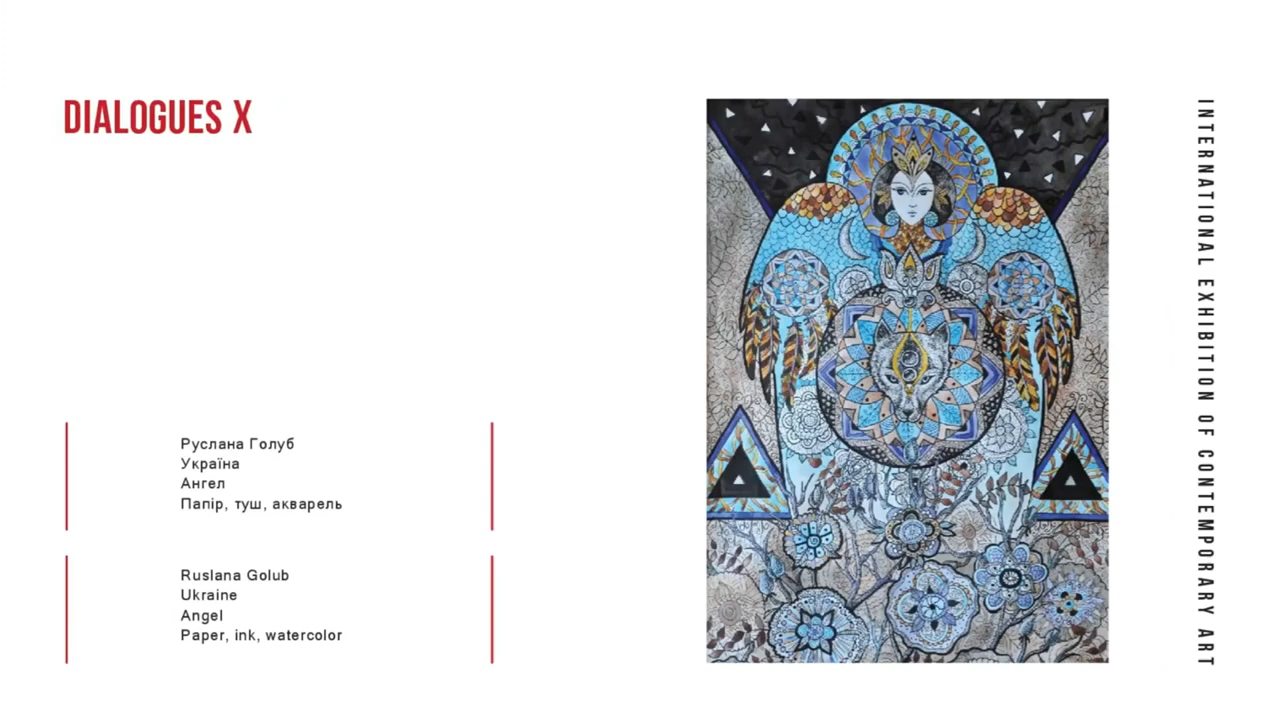 DIALOGUES X
Руслана Голуб
Україна
Ангел
Папір, туш, акварель
Ruslana Golub
Ukraine
Angel
Paper, ink, watercolor
INTERNATIONAL EXHIBITION OF CONTEMPORARY ART